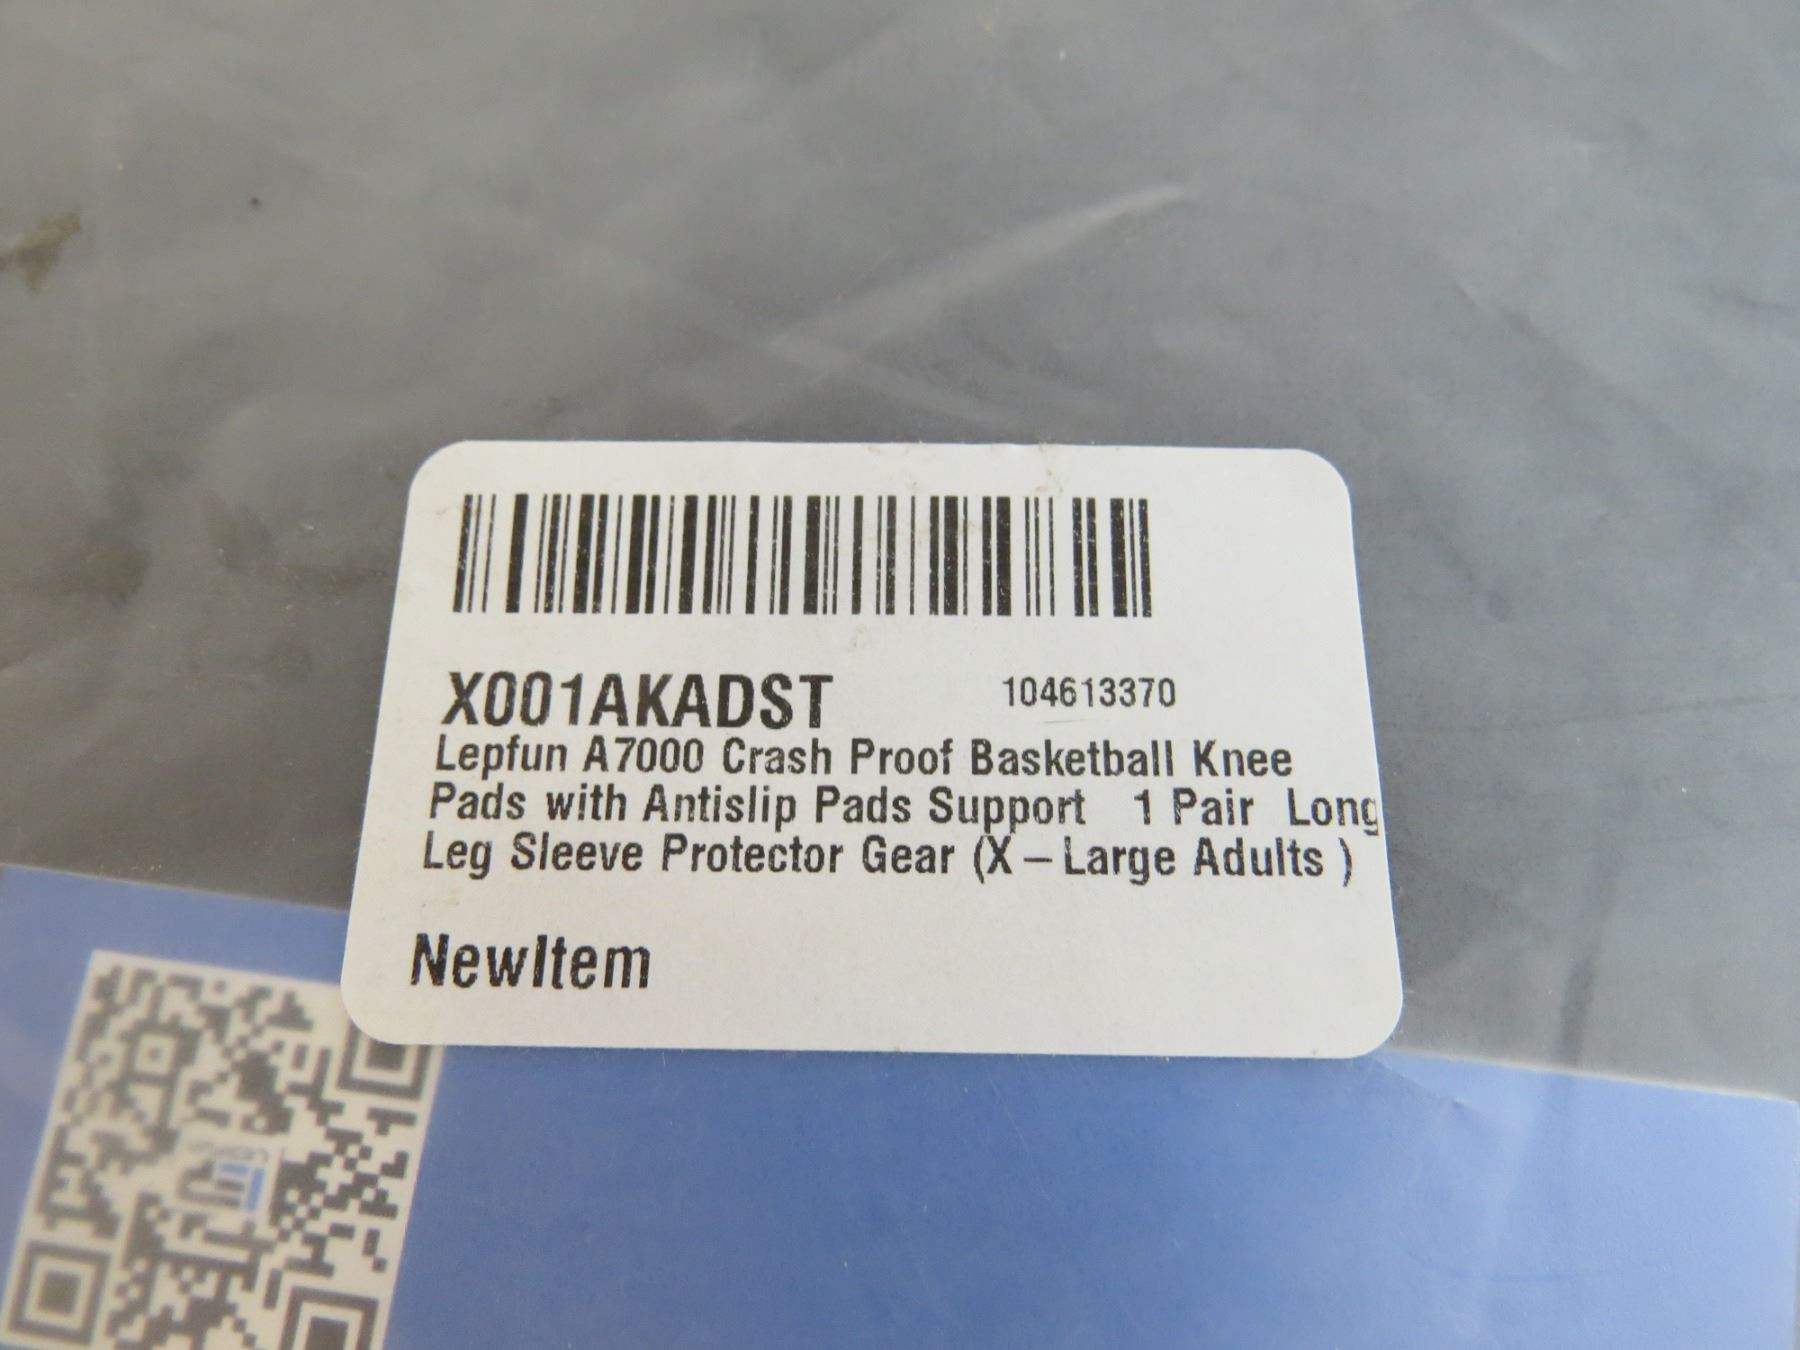 X001AKADST 104613370
Lepfun A7000 Crash Proof Basketball Knee
Pads with Antislip Pads Support 1 Pair Long
Leg Sleeve Protector Gear (X – Large Adults )
NewItem